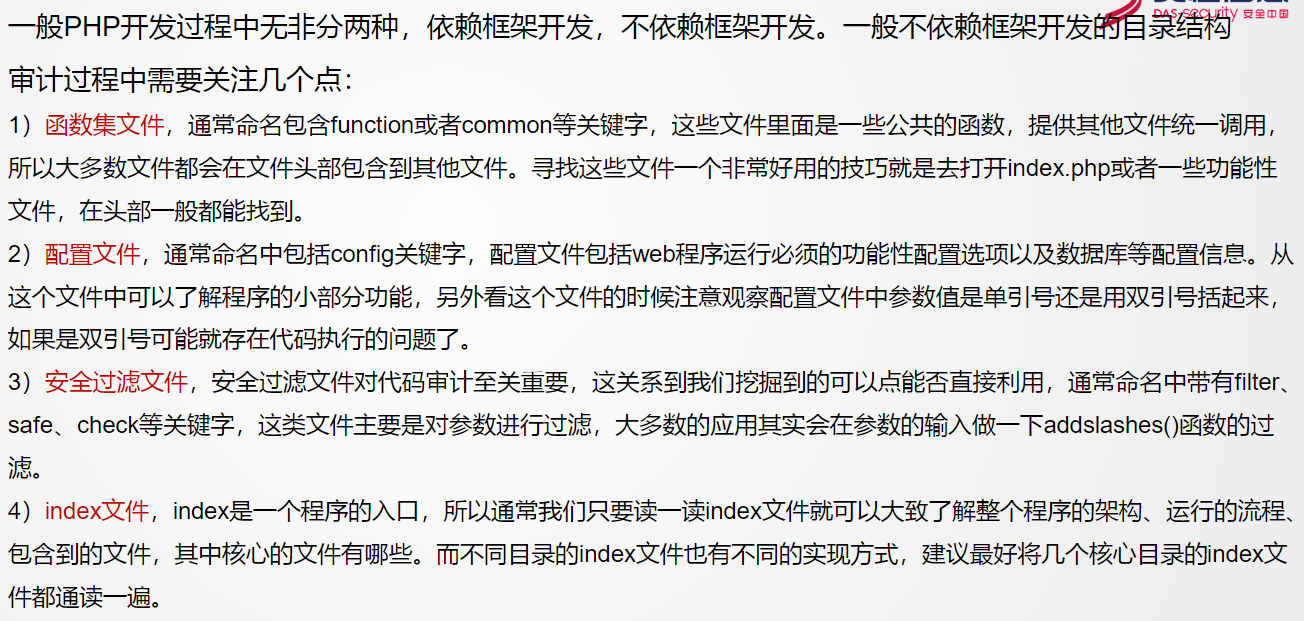 DAS-security 安全中国
一般PHP开发过程中无非分两种，依赖框架开发，不依赖框架开发。一般不依赖框架开发的目录结构
审计过程中需要关注几个点：
1）函数集文件，通常命名包含function或者common等关键字，这些文件里面是一些公共的函数，提供其他文件统一调用，
所以大多数文件都会在文件头部包含到其他文件。寻找这些文件一个非常好用的技巧就是去打开index.php或者一些功能性
文件，在头部一般都能找到。
2）配置文件，通常命名中包括config关键字，配置文件包括web程序运行必须的功能性配置选项以及数据库等配置信息。从
这个文件中可以了解程序的小部分功能，另外看这个文件的时候注意观察配置文件中参数值是单引号还是用双引号括起来，
如果是双引号可能就存在代码执行的问题了。
3）安全过滤文件，安全过滤文件对代码审计至关重要，这关系到我们挖掘到的可以点能否直接利用，通常命名中带有filter、
safe、check等关键字，这类文件主要是对参数进行过滤，大多数的应用其实会在参数的输入做一下addslashes()函数的过
滤。
4）index文件，index是一个程序的入口，所以通常我们只要读一读index文件就可以大致了解整个程序的架构、运行的流程、
包含到的文件，其中核心的文件有哪些。而不同目录的index文件也有不同的实现方式，建议最好将几个核心目录的index文
件都通读一遍。